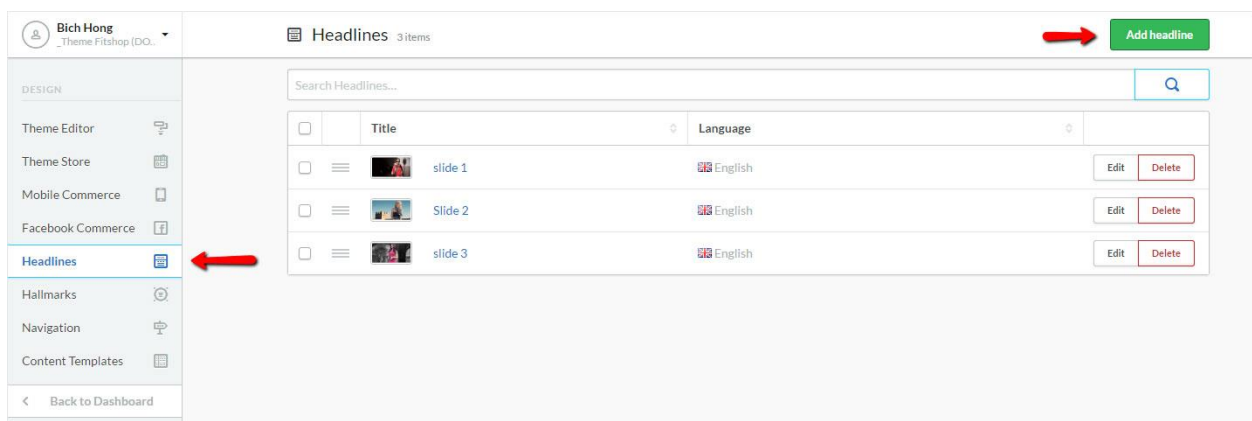 Bich Hong
_Theme Fitshop (DO..
Headlines 3 items
Add headline
DESIGN
Theme Editor
Theme Store
Mobile Commerce
Facebook Commerce
Headlines
Hallmarks
Navigation
Content Templates
< Back to Dashboard
Search Headlines...
Title Language
slide 1 English Edit Delete
Slide 2 English Edit Delete
slide 3 English Edit Delete